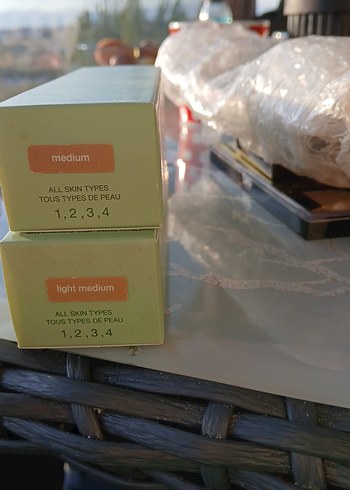 medium
ALL SKIN TYPES
TOUS TYPES DE PEAU
1,2,3,4
light medium
ALL SKIN TYPES
TOUS TYPES DE PEAU
1,2,3,4